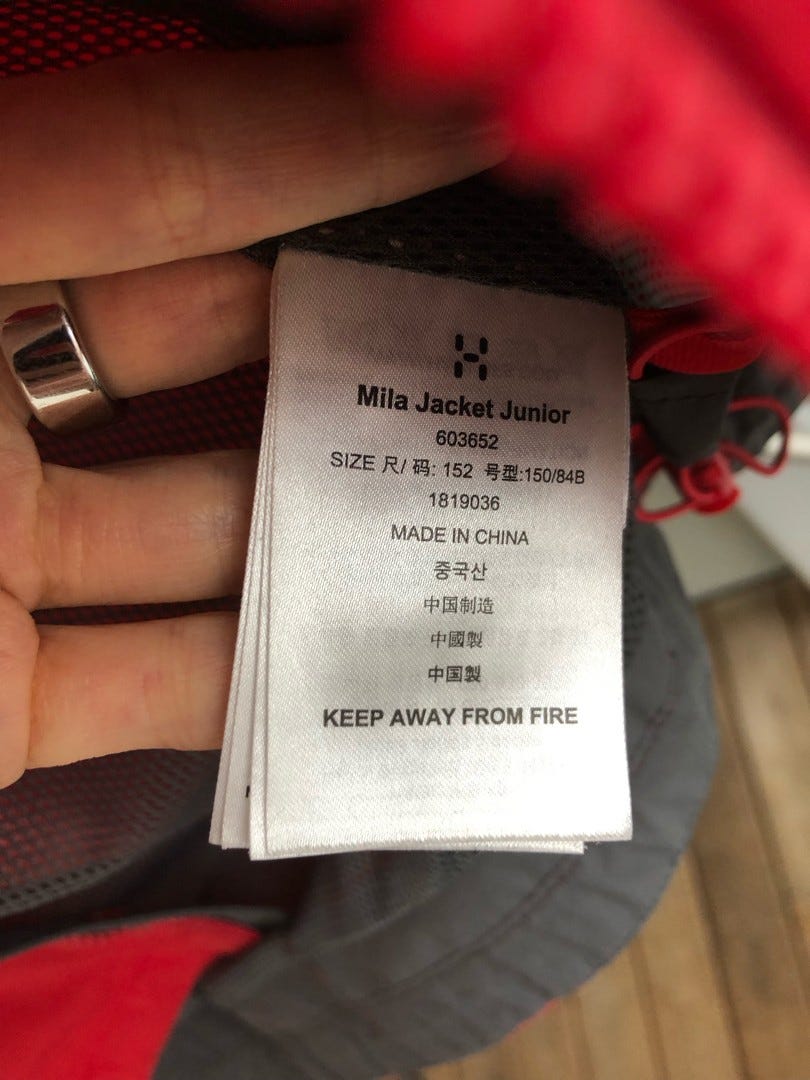 Mila Jacket Junior
603652
SIZE 尺/ 码: 152 号型:150/84B
1819036
MADE IN CHINA
중국산
中国制造
中國製
中国製
KEEP AWAY FROM FIRE